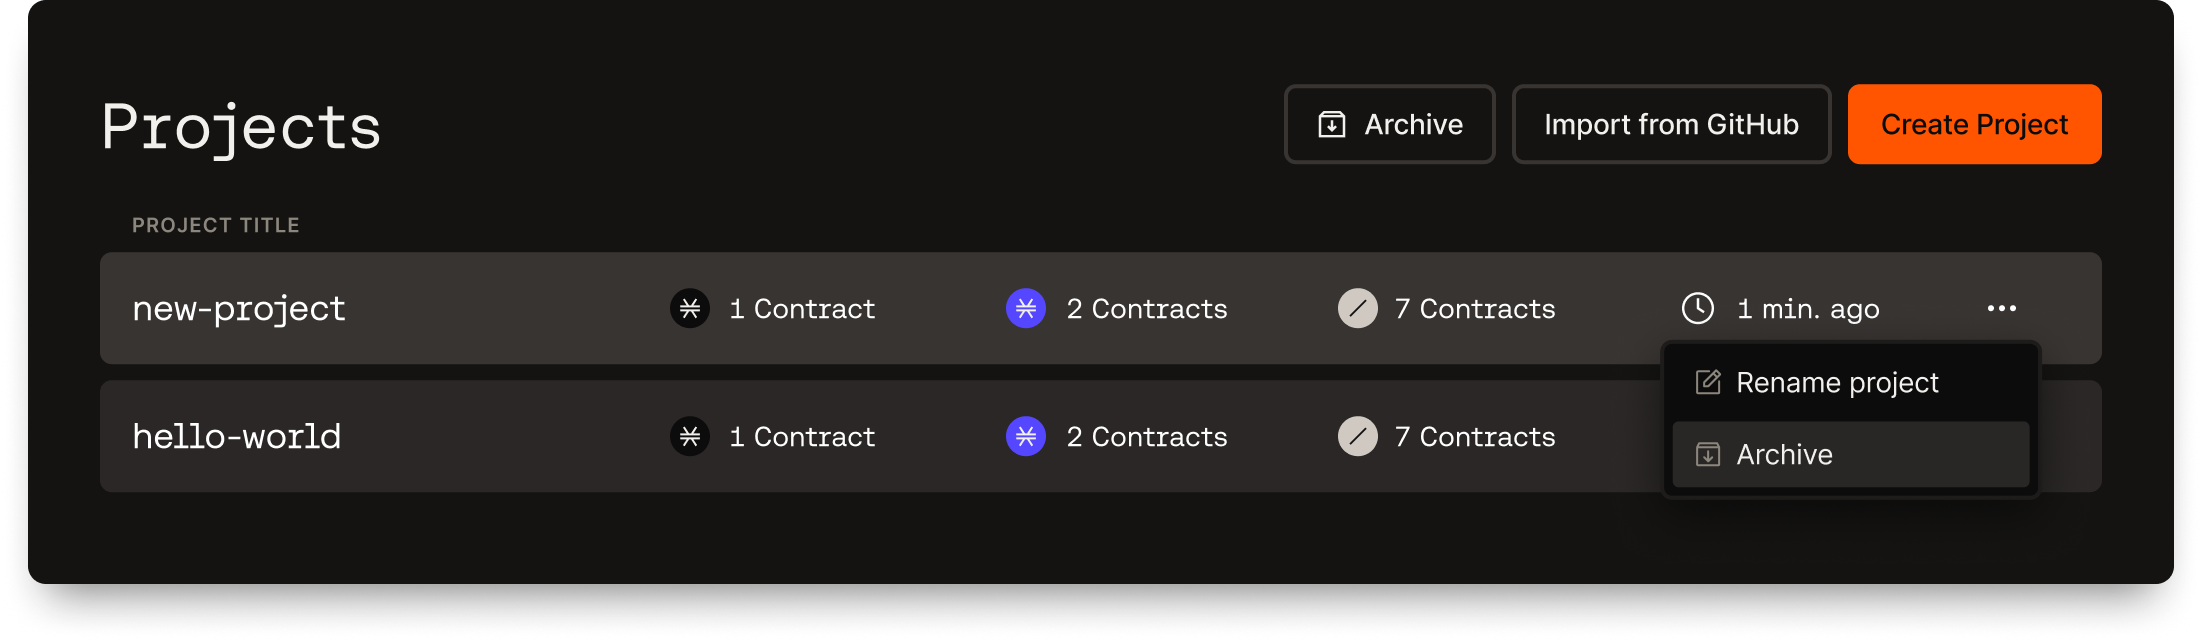 Projects
Archive
Import from GitHub
Create Project
PROJECT TITLE
new-project 1 Contract 2 Contracts 7 Contracts 1 min. ago
Rename project
hello-world 1 Contract 2 Contracts 7 Contracts
Archive